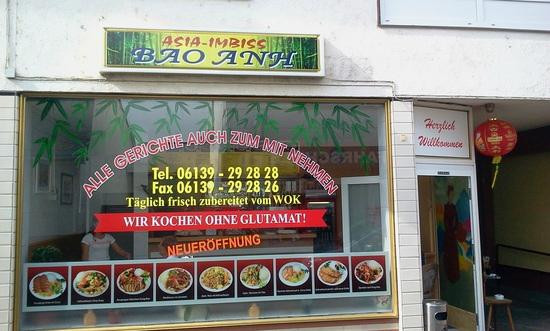 ASIA-IMBISS
BAO ANH
ALLE GERICHTE AUCH ZUM MIT NEHMEN
Tel. 06139 - 29 28 28
Fax 06139 - 29 28 26
Täglich frisch zubereitet vom WOK
WIR KOCHEN OHNE GLUTAMAT!
NEUERÖFFNUNG
Herzlich
Willkommen